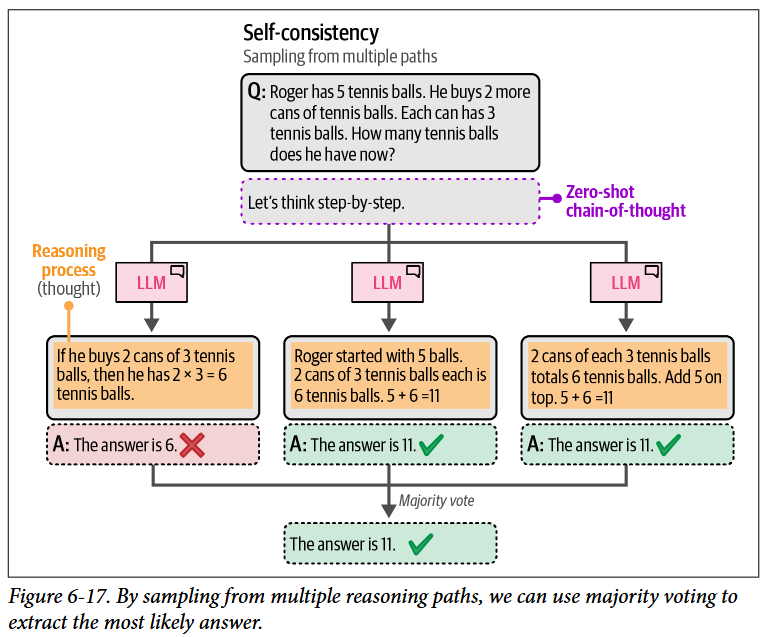 Self-consistency
Sampling from multiple paths
Q: Roger has 5 tennis balls. He buys 2 more
cans of tennis balls. Each can has 3
tennis balls. How many tennis balls
does he have now?
Let's think step-by-step.
Zero-shot
chain-of-thought
Reasoning
process
(thought)
LLM
LLM
LLM
If he buys 2 cans of 3 tennis
balls, then he has 2 × 3 = 6
tennis balls.
Roger started with 5 balls.
2 cans of 3 tennis balls each is
6 tennis balls. 5 + 6 =11
2 cans of each 3 tennis balls
totals 6 tennis balls. Add 5 on
top. 5 + 6 =11
A: The answer is 6.
A: The answer is 11.
A: The answer is 11.
Majority vote
The answer is 11.
Figure 6-17. By sampling from multiple reasoning paths, we can use majority voting to
extract the most likely answer.